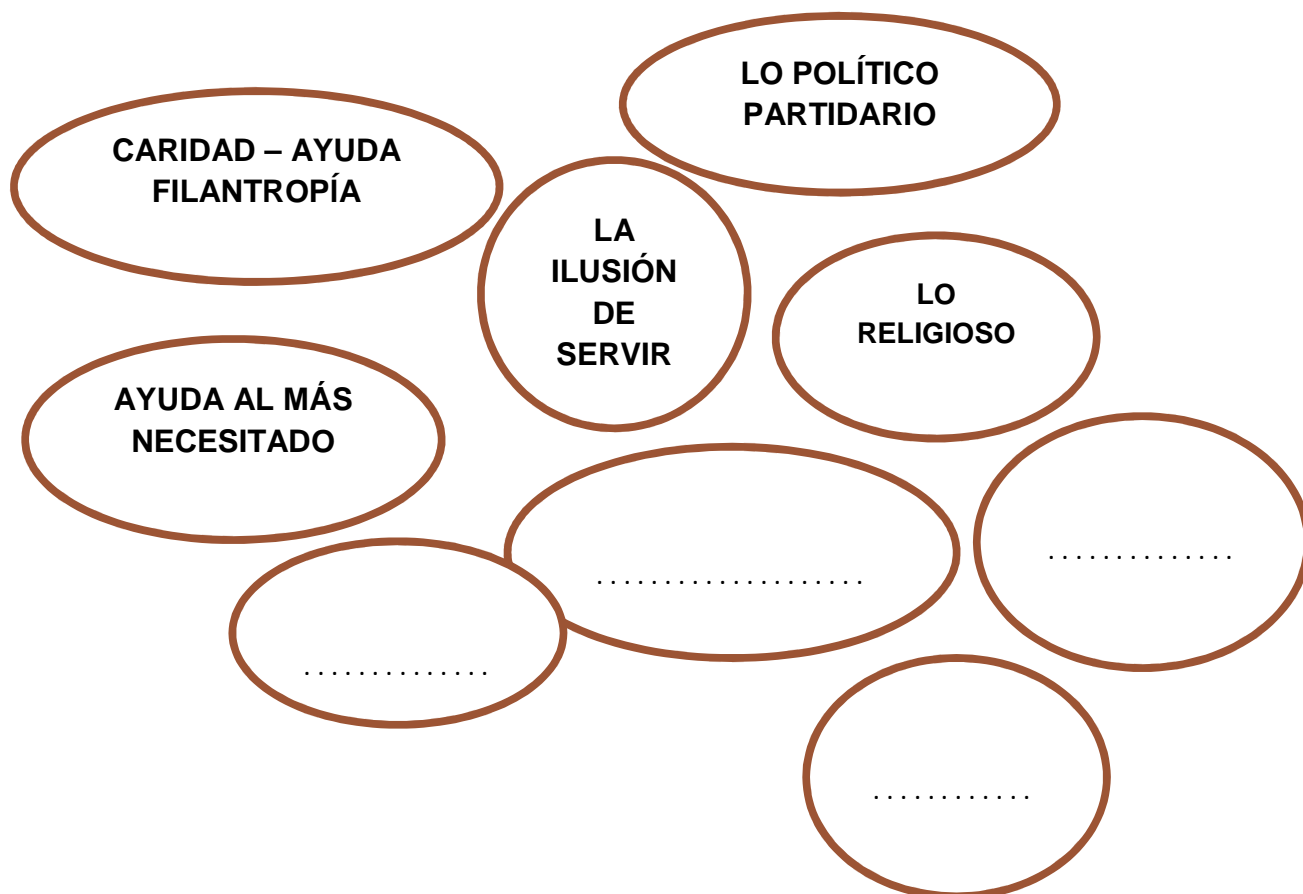 LO POLÍTICO
PARTIDARIO
CARIDAD – AYUDA
FILANTROPÍA
LA
ILUSIÓN
DE
SERVIR
LO
RELIGIOSO
AYUDA AL MÁS
NECESITADO
. . . . . . . . . . . . . . . . . . . .
. . . . . . . . . . . . . .
. . . . . . . . . . . . . .
. . . . . . . . . . . .